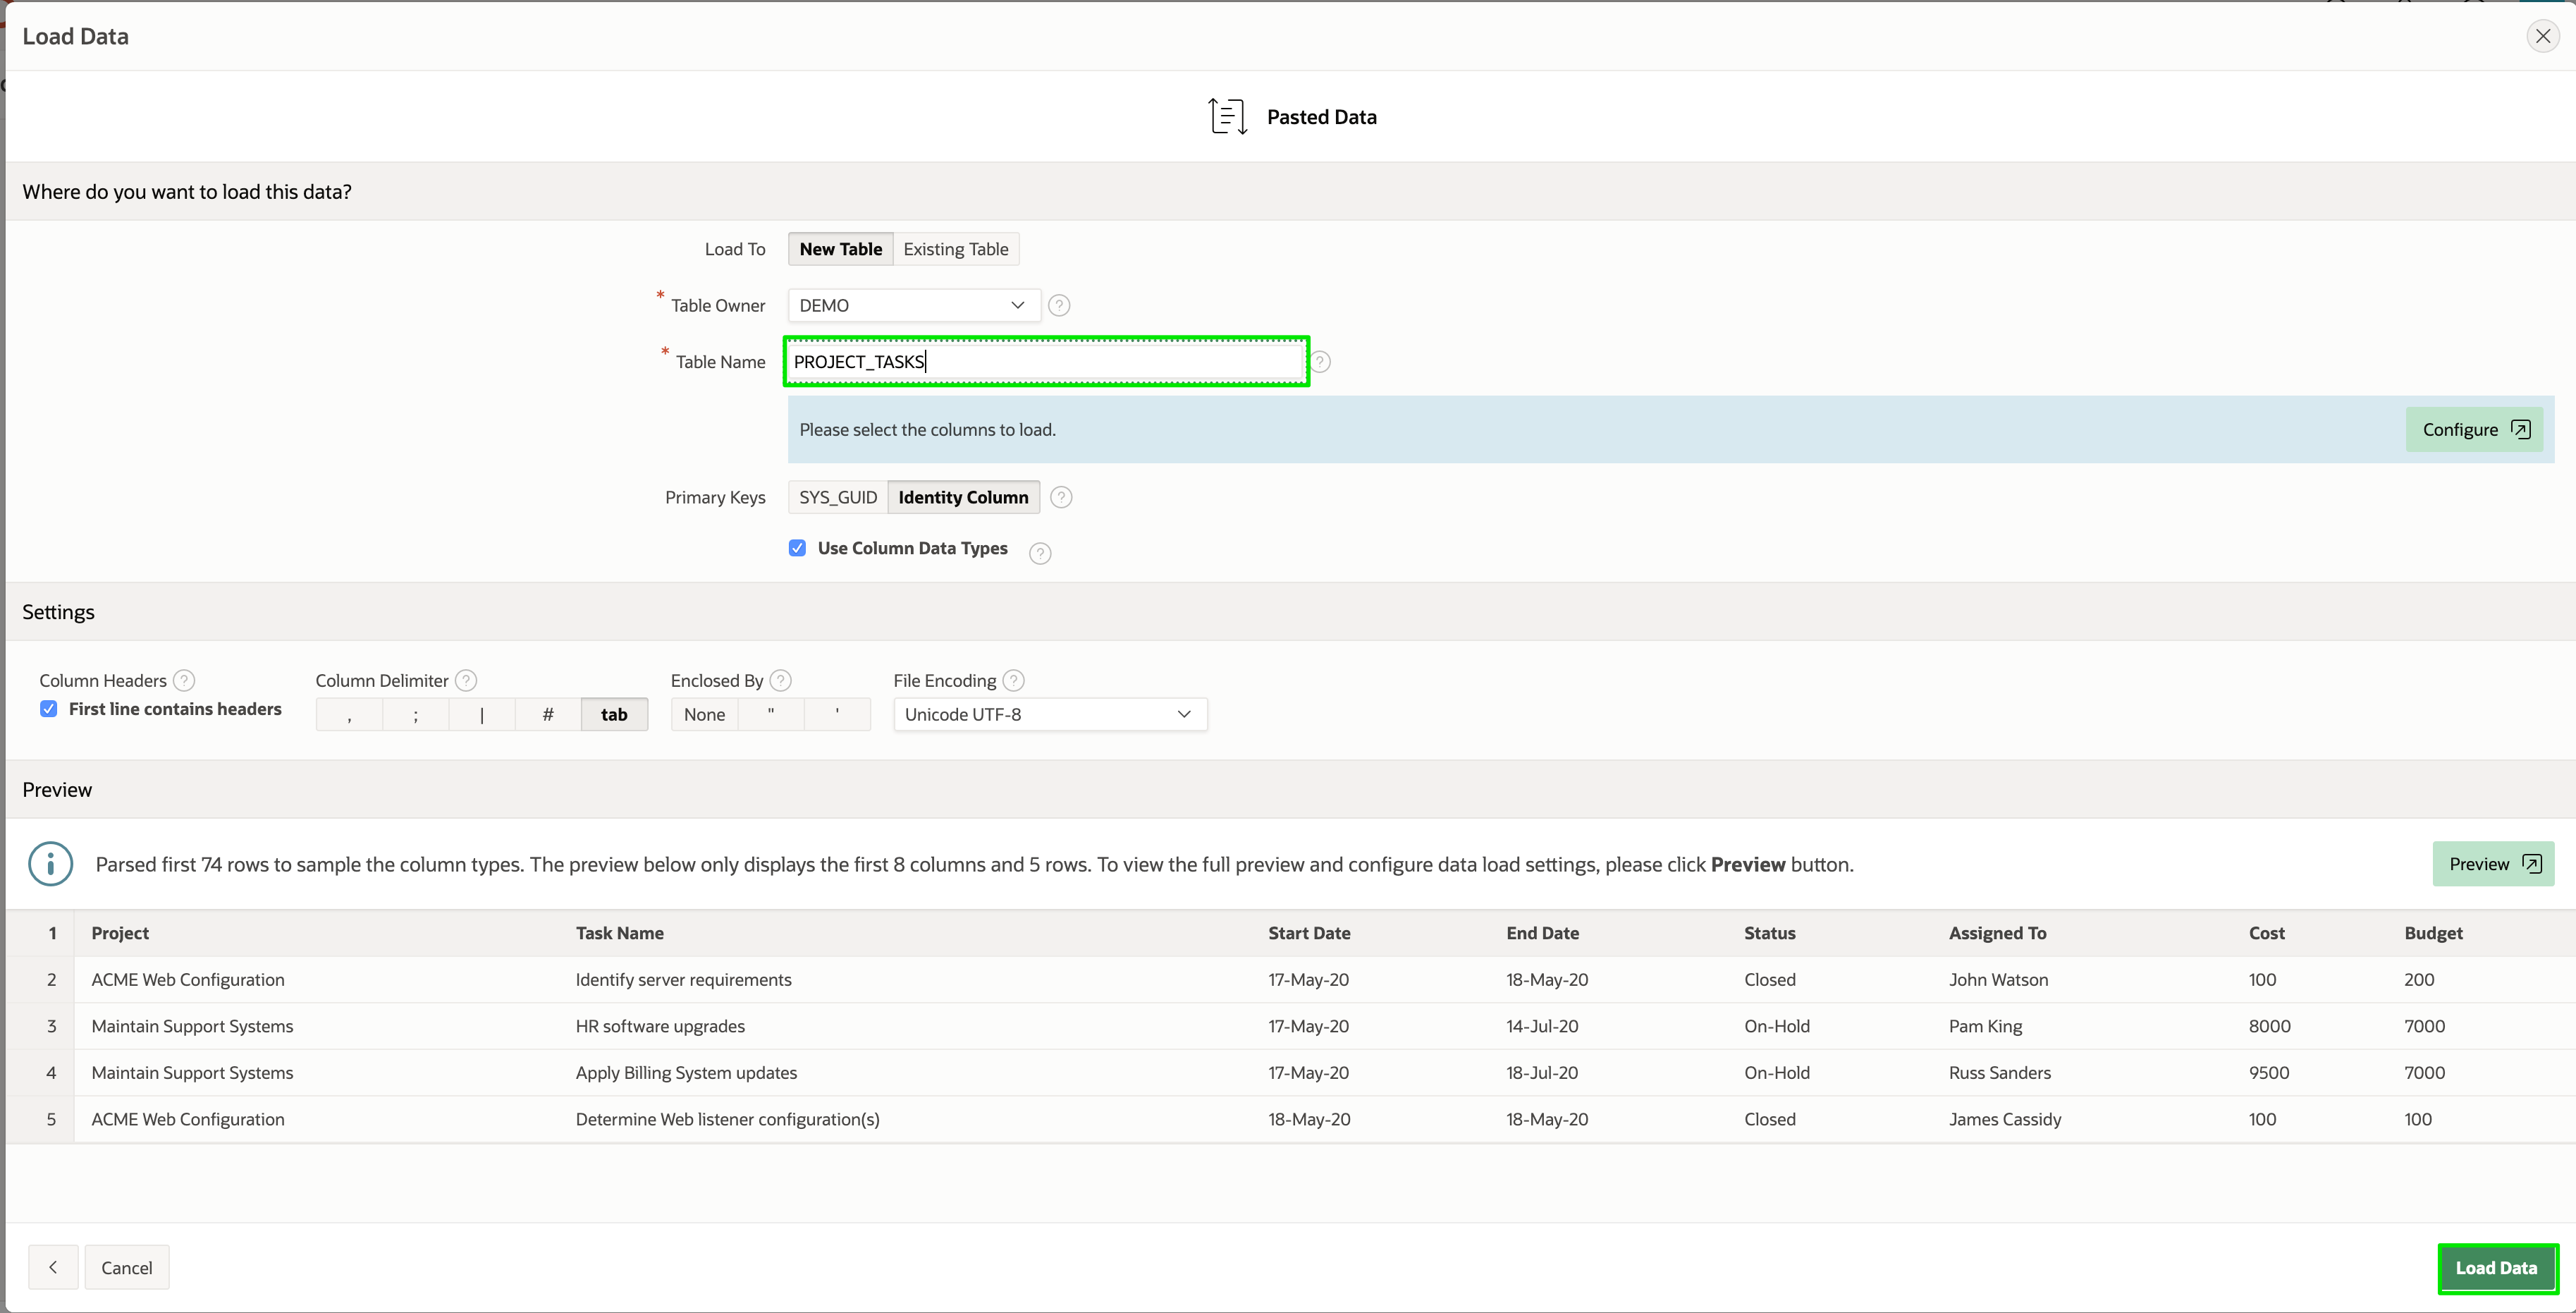 Load Data
Pasted Data
Where do you want to load this data?
Load To New Table Existing Table
* Table Owner DEMO ?
* Table Name PROJECT_TASKS ?
Please select the columns to load. Configure
Primary Keys SYS_GUID Identity Column ?
Use Column Data Types ?
Settings
Column Headers ? Column Delimiter ? Enclosed By ? File Encoding ?
First line contains headers , ; | # tab None " ' Unicode UTF-8
Preview
Parsed first 74 rows to sample the column types. The preview below only displays the first 8 columns and 5 rows. To view the full preview and configure data load settings, please click Preview button. Preview
1 Project Task Name Start Date End Date Status Assigned To Cost Budget
2 ACME Web Configuration Identify server requirements 17-May-20 18-May-20 Closed John Watson 100 200
3 Maintain Support Systems HR software upgrades 17-May-20 14-Jul-20 On-Hold Pam King 8000 7000
4 Maintain Support Systems Apply Billing System updates 17-May-20 18-Jul-20 On-Hold Russ Sanders 9500 7000
5 ACME Web Configuration Determine Web listener configuration(s) 18-May-20 18-May-20 Closed James Cassidy 100 100
Cancel Load Data